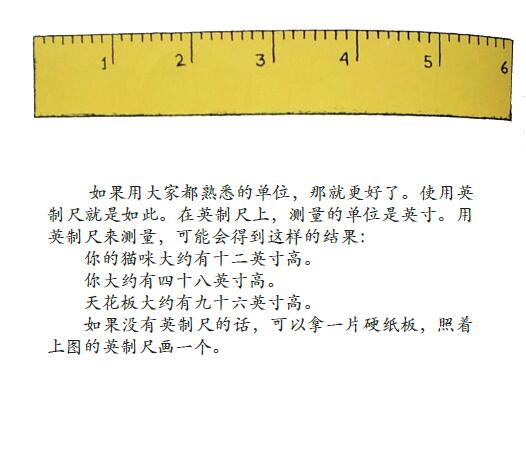 1 2 3 4 5 6
如果用大家都熟悉的单位，那就更好了。使用英
制尺就是如此。在英制尺上，测量的单位是英寸。用
英制尺来测量，可能会得到这样的结果：
你的猫咪大约有十二英寸高。
你大约有四十八英寸高。
天花板大约有九十六英寸高。
如果没有英制尺的话，可以拿一片硬纸板，照着
上图的英制尺画一个。